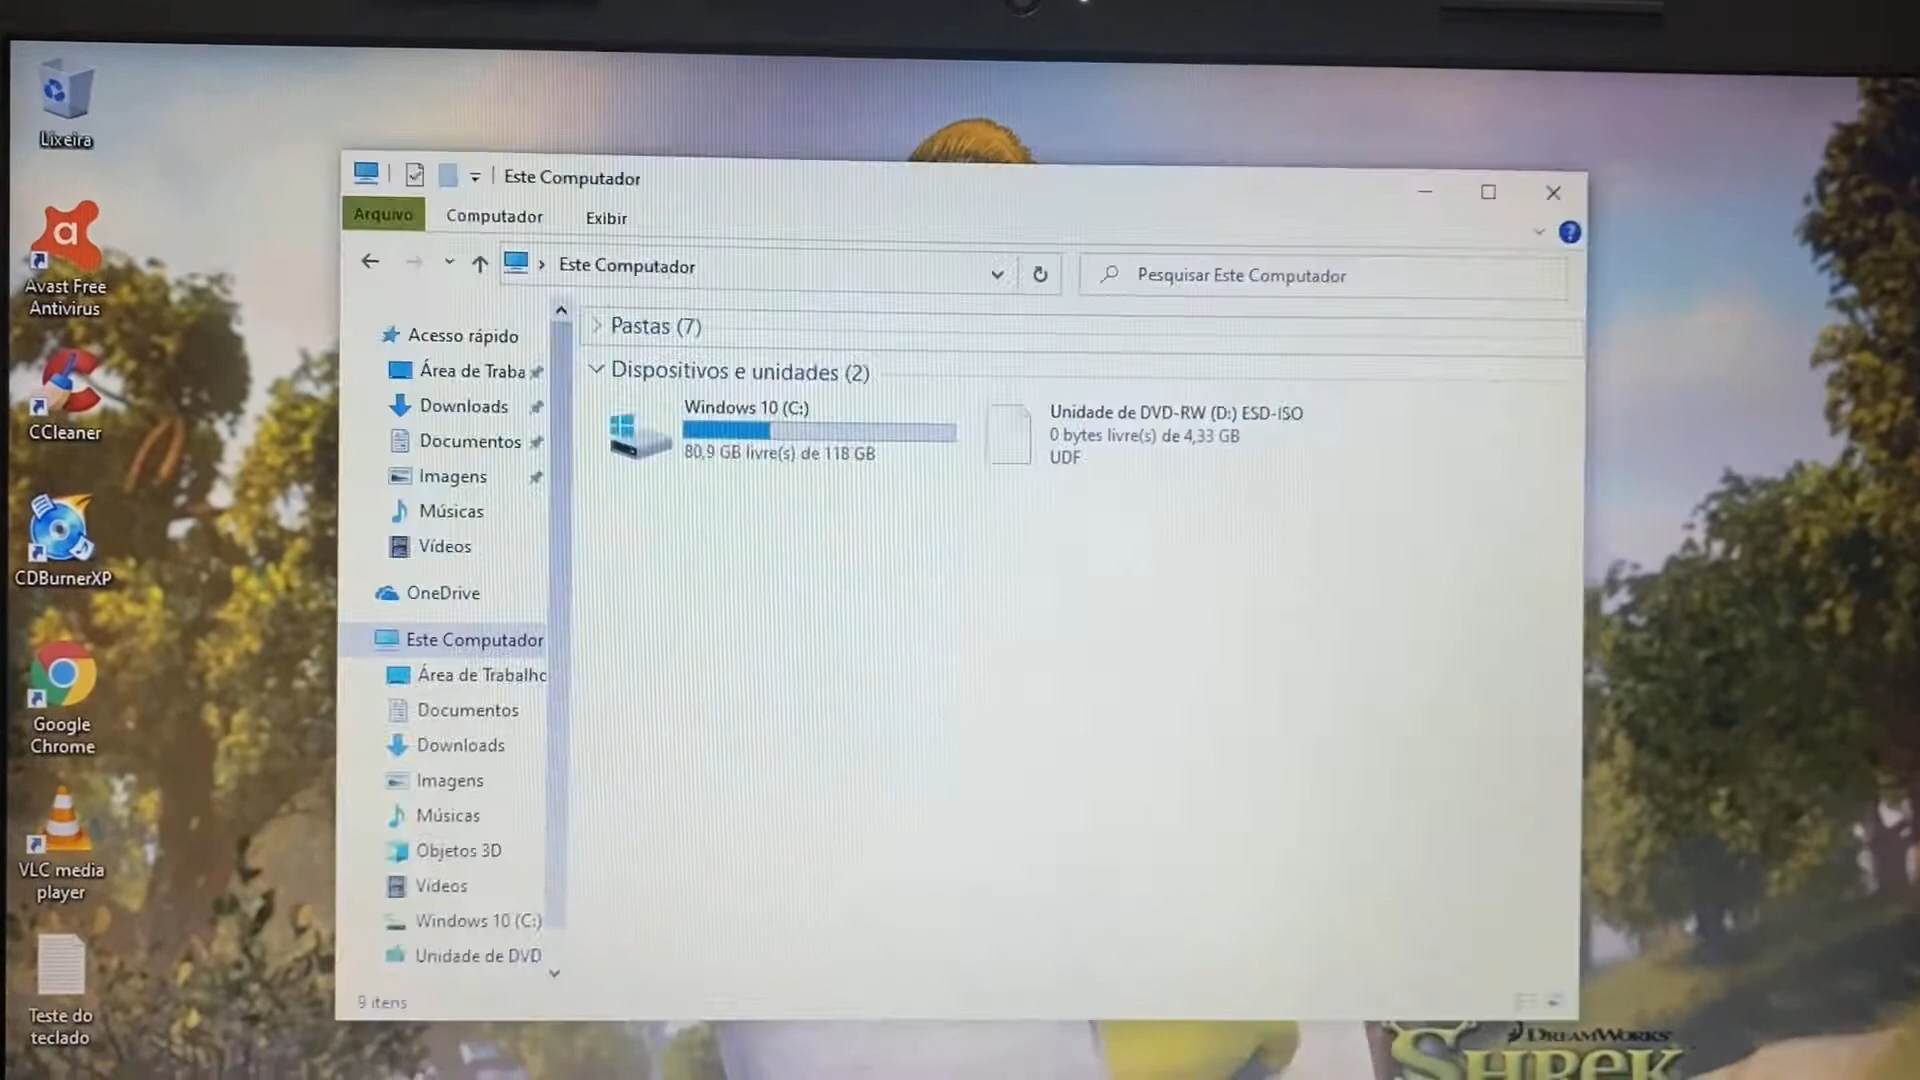 Lixeira
Avast Free
Antivirus
CCleaner
CDBurnerXP
Google
Chrome
VLC media
player
Teste do
teclado
Este Computador
Arquivo
Computador
Exibir
Este Computador
Pesquisar Este Computador
Acesso rápido
Área de Traba
Downloads
Documentos
Imagens
Músicas
Vídeos
OneDrive
Este Computador
Área de Trabalho
Documentos
Downloads
Imagens
Músicas
Objetos 3D
Vídeos
Windows 10 (C:)
Unidade de DVD
9 itens
Pastas (7)
Dispositivos e unidades (2)
Windows 10 (C:)
80,9 GB livre(s) de 118 GB
Unidade de DVD-RW (D:) ESD-ISO
0 bytes livre(s) de 4,33 GB
UDF
DREAMWORKS
SHREK